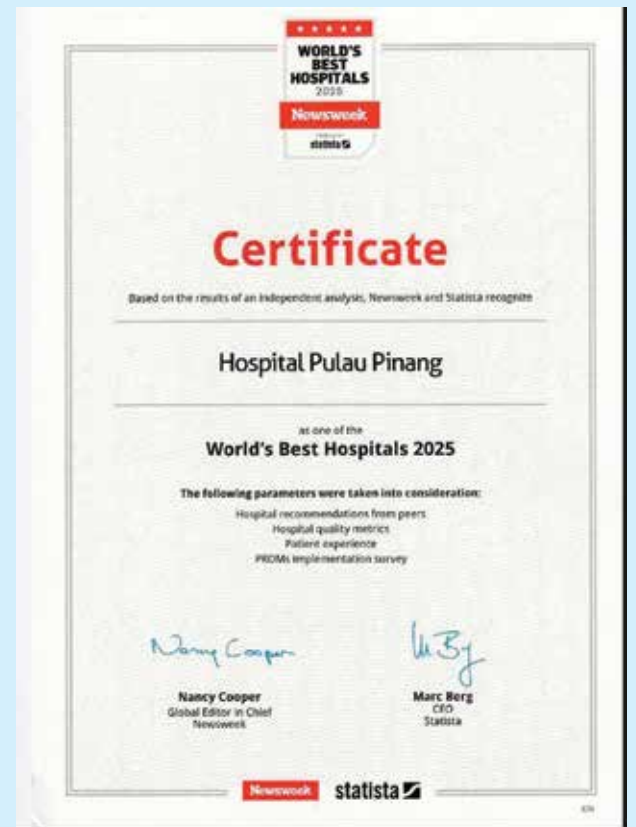 WORLD'S
BEST
HOSPITALS
2025
Newsweek
statista
Certificate
Based on the results of an independent analysis, Newsweek and Statista recognize
Hospital Pulau Pinang
as one of the
World's Best Hospitals 2025
The following parameters were taken into consideration:
Hospital recommendations from peers
Hospital quality metrics
Patient experience
PROMs implementation survey
Nancy Cooper
Marc Berg
Nancy Cooper
CEO
Global Editor in Chief
Statista
Newsweek
Newsweek statista